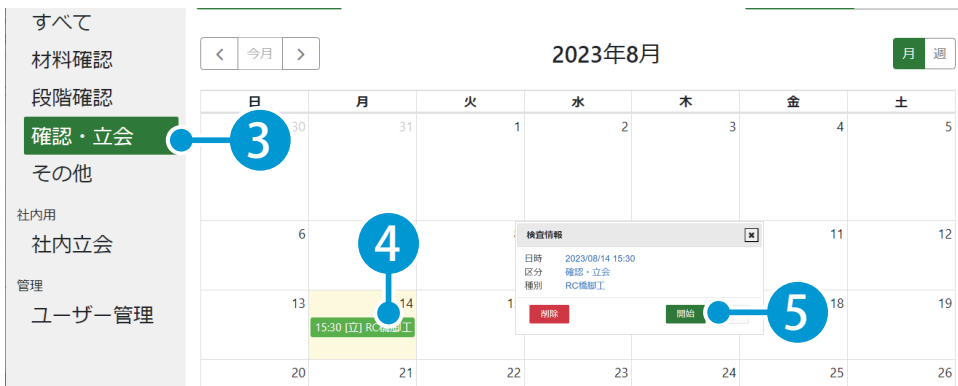 すべて
材料確認
段階確認
確認・立会
その他
社内用
社内立会
管理
ユーザー管理
今月
2023年8月
月 週
日 月 火 水 木 金 土
30 31 1 2 3 4 5
3
6 11 12
4
検査情報
日時 2023/08/14 15:30
区分 確認・立会
種別 RC橋脚工
削除 開始
5
13 14 18 19
15:30 [立] RC橋脚工
20 21 22 23 24 25 26